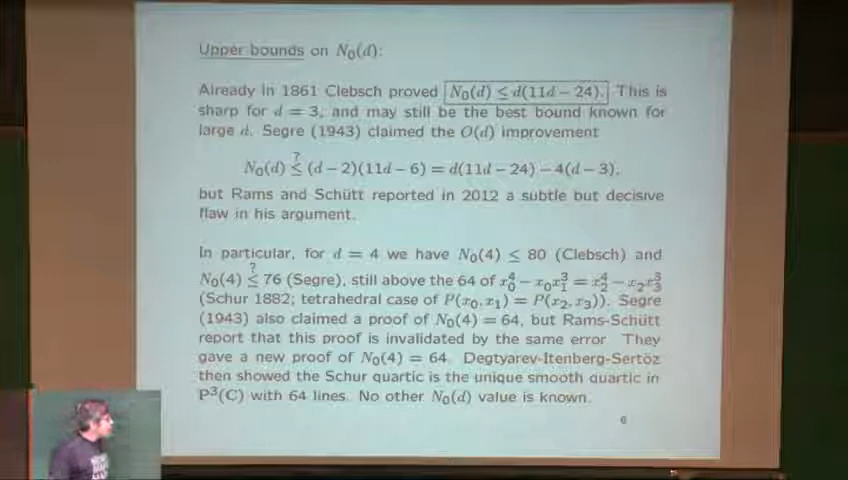 Upper bounds on N₀(d):
Already in 1861 Clebsch proved N₀(d) ≤ d(11d − 24). This is
sharp for d = 3, and may still be the best bound known for
large d. Segre (1943) claimed the O(d) improvement
N₀(d) ≤? (d − 2)(11d − 6) = d(11d − 24) − 4(d − 3),
but Rams and Schütt reported in 2012 a subtle but decisive
flaw in his argument.
In particular, for d = 4 we have N₀(4) ≤ 80 (Clebsch) and
N₀(4) ≤? 76 (Segre), still above the 64 of x₀⁴ − x₀x₁³ = x₂⁴ − x₂x₃³
(Schur 1882; tetrahedral case of P(x₀, x₁) = P(x₂, x₃)). Segre
(1943) also claimed a proof of N₀(4) = 64, but Rams-Schütt
report that this proof is invalidated by the same error. They
gave a new proof of N₀(4) = 64. Degtyarev-Itenberg-Sertöz
then showed the Schur quartic is the unique smooth quartic in
P³(C) with 64 lines. No other N₀(d) value is known.
6